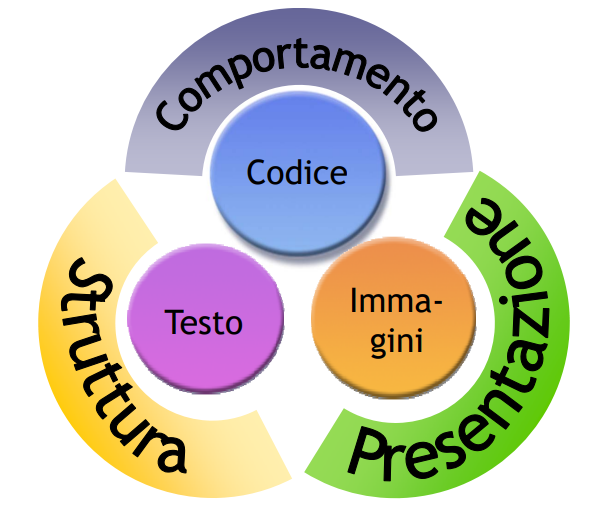 Comportamento
Codice
Struttura
Testo
Imma-
gini
Presentazione